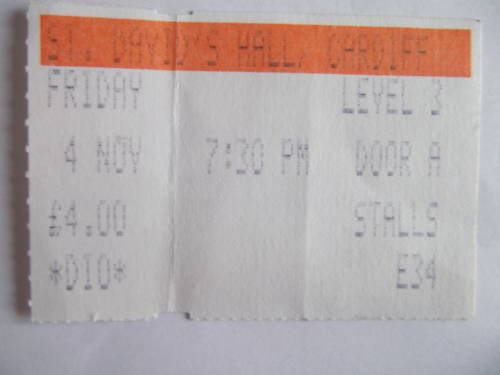 ST. DAVID'S HALL, CARDIFF
FRIDAY LEVEL 3
4 NOV 7:30 PM DOOR A
£4.00 STALLS
*DIO* E34